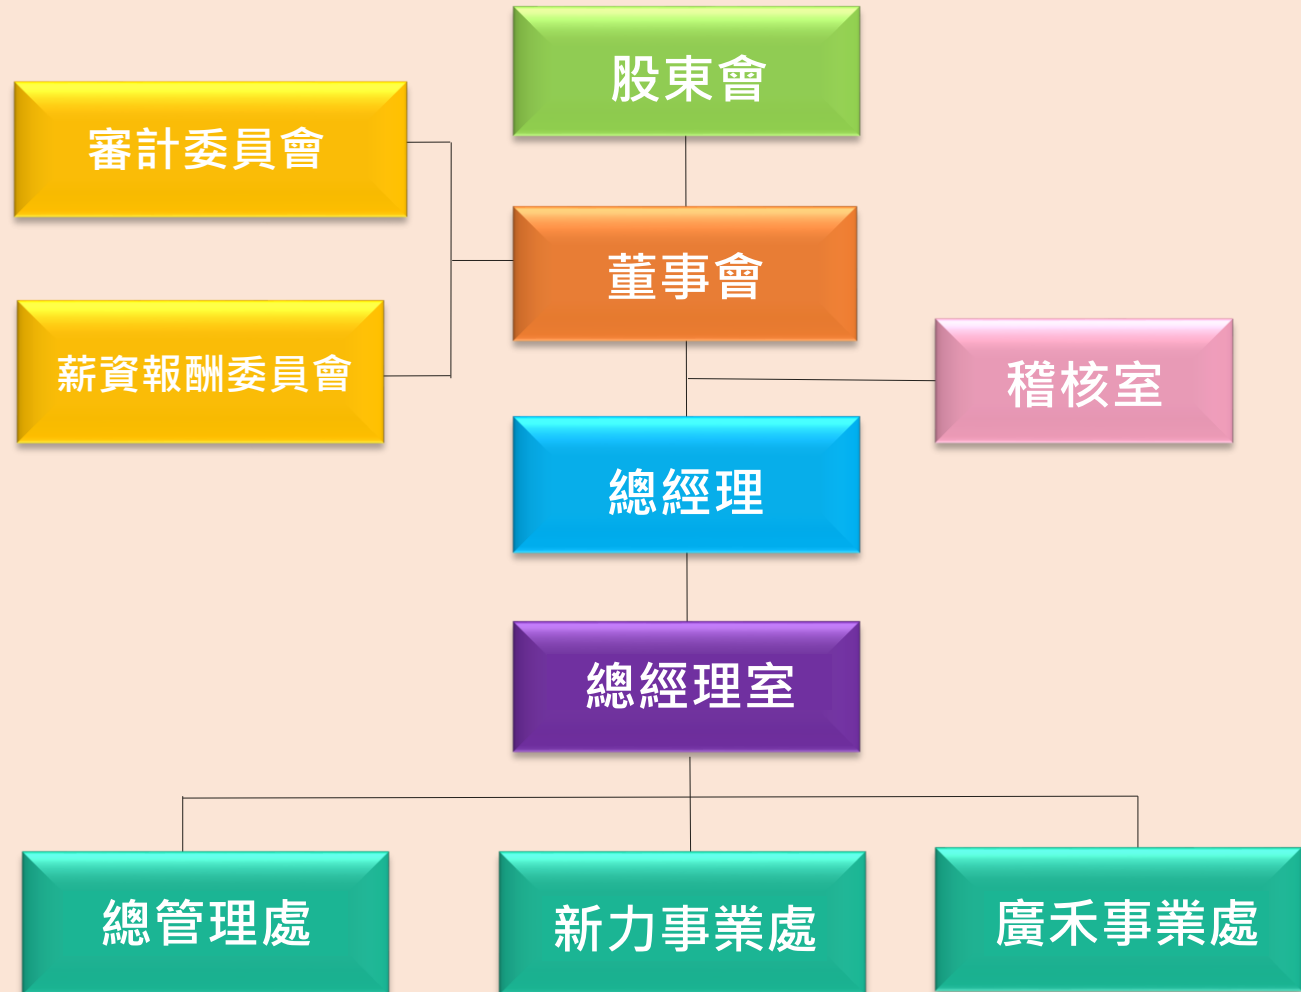 股東會
審計委員會
董事會
薪資報酬委員會
稽核室
總經理
總經理室
總管理處
新力事業處
廣禾事業處